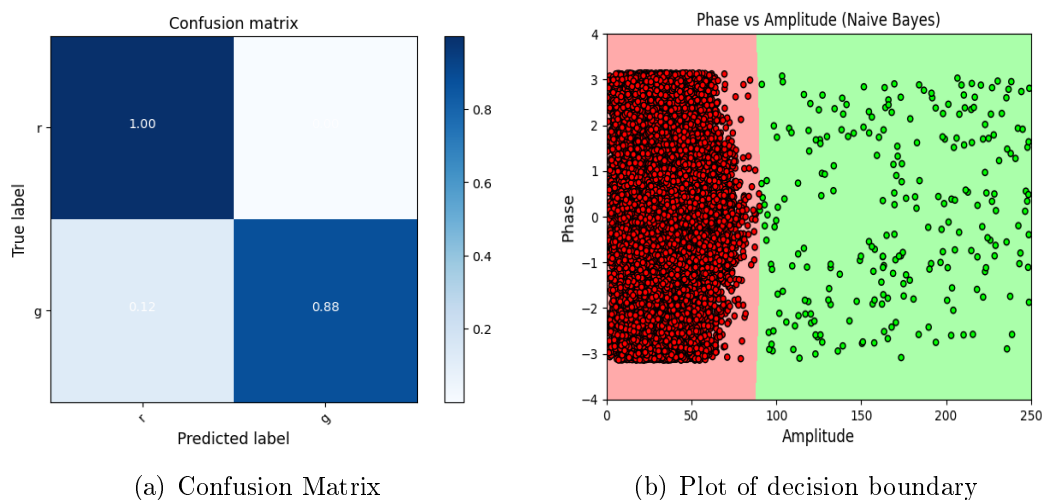 Confusion matrix
True label
r
g
1.00
0.12
0.88
r
g
Predicted label
0.8
0.6
0.4
0.2
(a) Confusion Matrix
Phase vs Amplitude (Naive Bayes)
Phase
4
3
2
1
0
−1
−2
−3
−4
0
50
100
150
200
250
Amplitude
(b) Plot of decision boundary